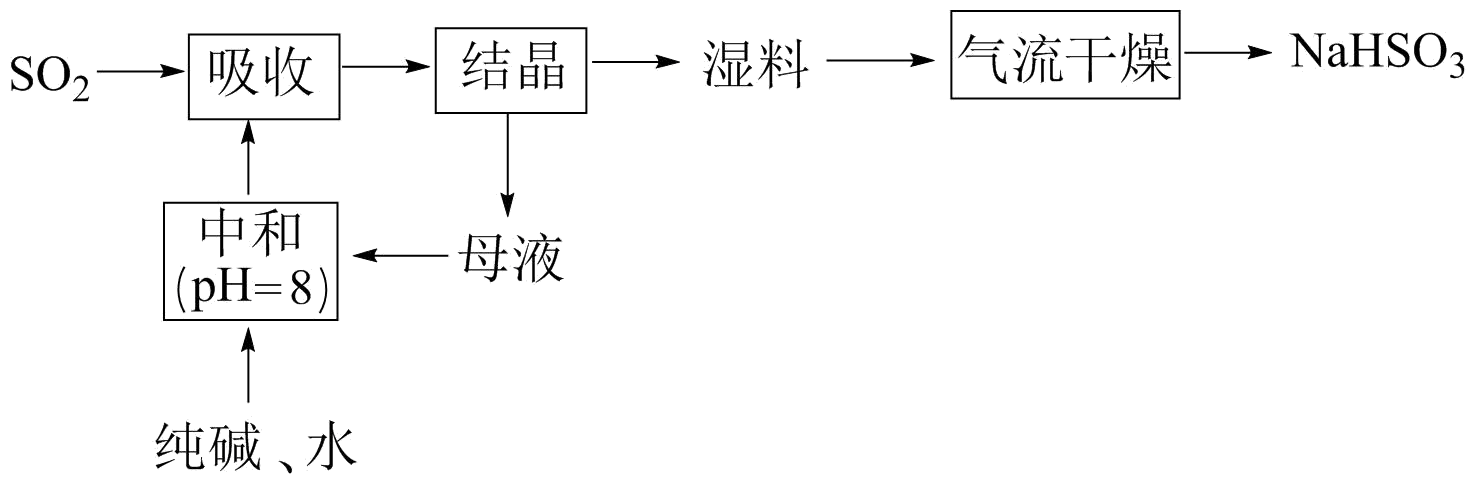 SO₂
吸收
结晶
湿料
气流干燥
NaHSO₃
中和
(pH=8)
母液
纯碱、水